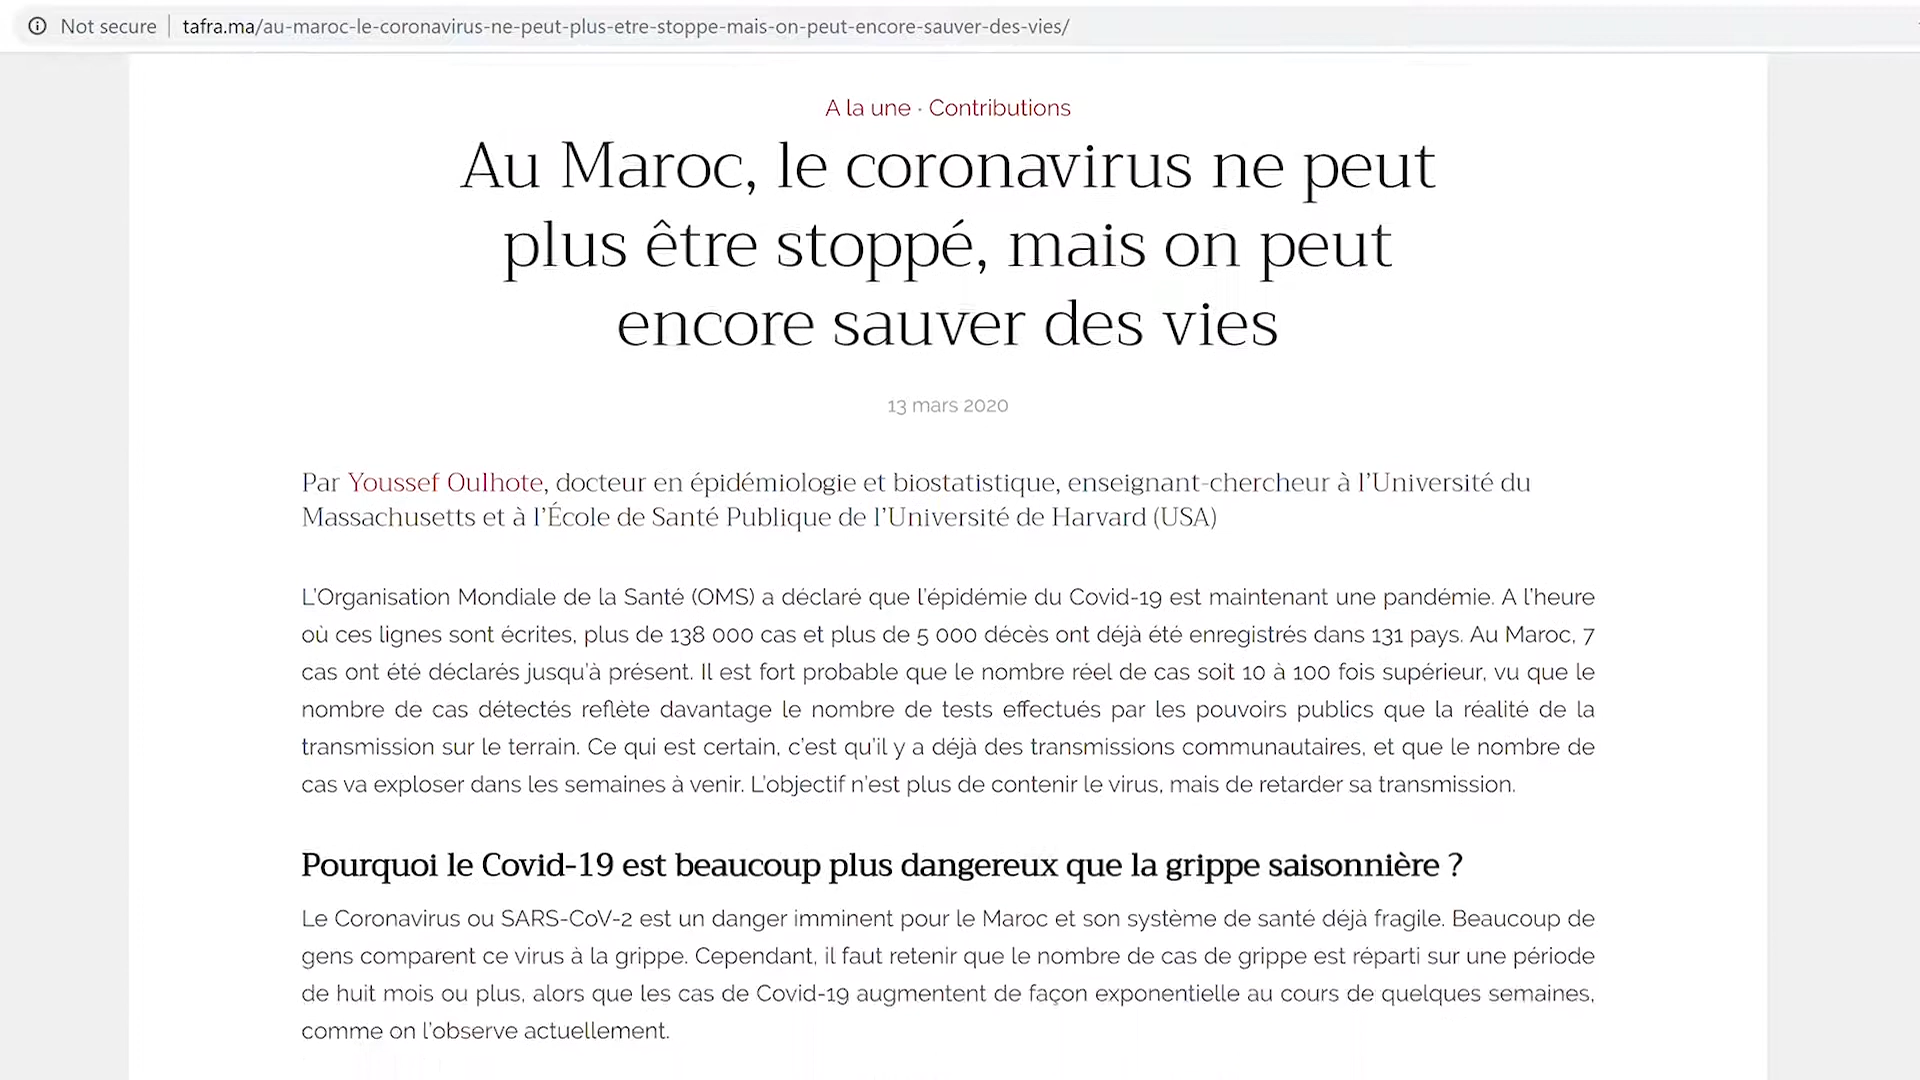 Not secure | tafra.ma/au-maroc-le-coronavirus-ne-peut-plus-etre-stoppe-mais-on-peut-encore-sauver-des-vies/
A la une · Contributions
Au Maroc, le coronavirus ne peut
plus être stoppé, mais on peut
encore sauver des vies
13 mars 2020
Par Youssef Oulhote, docteur en épidémiologie et biostatistique, enseignant-chercheur à l'Université du
Massachusetts et à l'École de Santé Publique de l'Université de Harvard (USA)
L'Organisation Mondiale de la Santé (OMS) a déclaré que l'épidémie du Covid-19 est maintenant une pandémie. A l'heure
où ces lignes sont écrites, plus de 138 000 cas et plus de 5 000 décès ont déjà été enregistrés dans 131 pays. Au Maroc, 7
cas ont été déclarés jusqu'à présent. Il est fort probable que le nombre réel de cas soit 10 à 100 fois supérieur, vu que le
nombre de cas détectés reflète davantage le nombre de tests effectués par les pouvoirs publics que la réalité de la
transmission sur le terrain. Ce qui est certain, c'est qu'il y a déjà des transmissions communautaires, et que le nombre de
cas va exploser dans les semaines à venir. L'objectif n'est plus de contenir le virus, mais de retarder sa transmission.
Pourquoi le Covid-19 est beaucoup plus dangereux que la grippe saisonnière ?
Le Coronavirus ou SARS-CoV-2 est un danger imminent pour le Maroc et son système de santé déjà fragile. Beaucoup de
gens comparent ce virus à la grippe. Cependant, il faut retenir que le nombre de cas de grippe est réparti sur une période
de huit mois ou plus, alors que les cas de Covid-19 augmentent de façon exponentielle au cours de quelques semaines,
comme on l'observe actuellement.